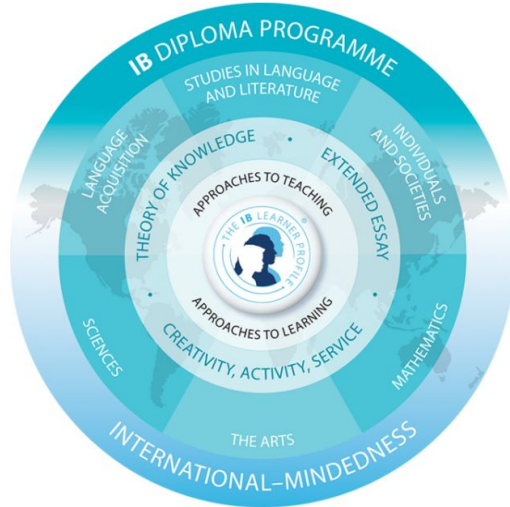 IB DIPLOMA PROGRAMME
STUDIES IN LANGUAGE
AND LITERATURE
LANGUAGE
ACQUISITION
INDIVIDUALS
AND SOCIETIES
THEORY OF KNOWLEDGE
EXTENDED ESSAY
APPROACHES TO TEACHING
THE IB LEARNER PROFILE
®
APPROACHES TO LEARNING
CREATIVITY, ACTIVITY, SERVICE
SCIENCES
MATHEMATICS
THE ARTS
INTERNATIONAL–MINDEDNESS